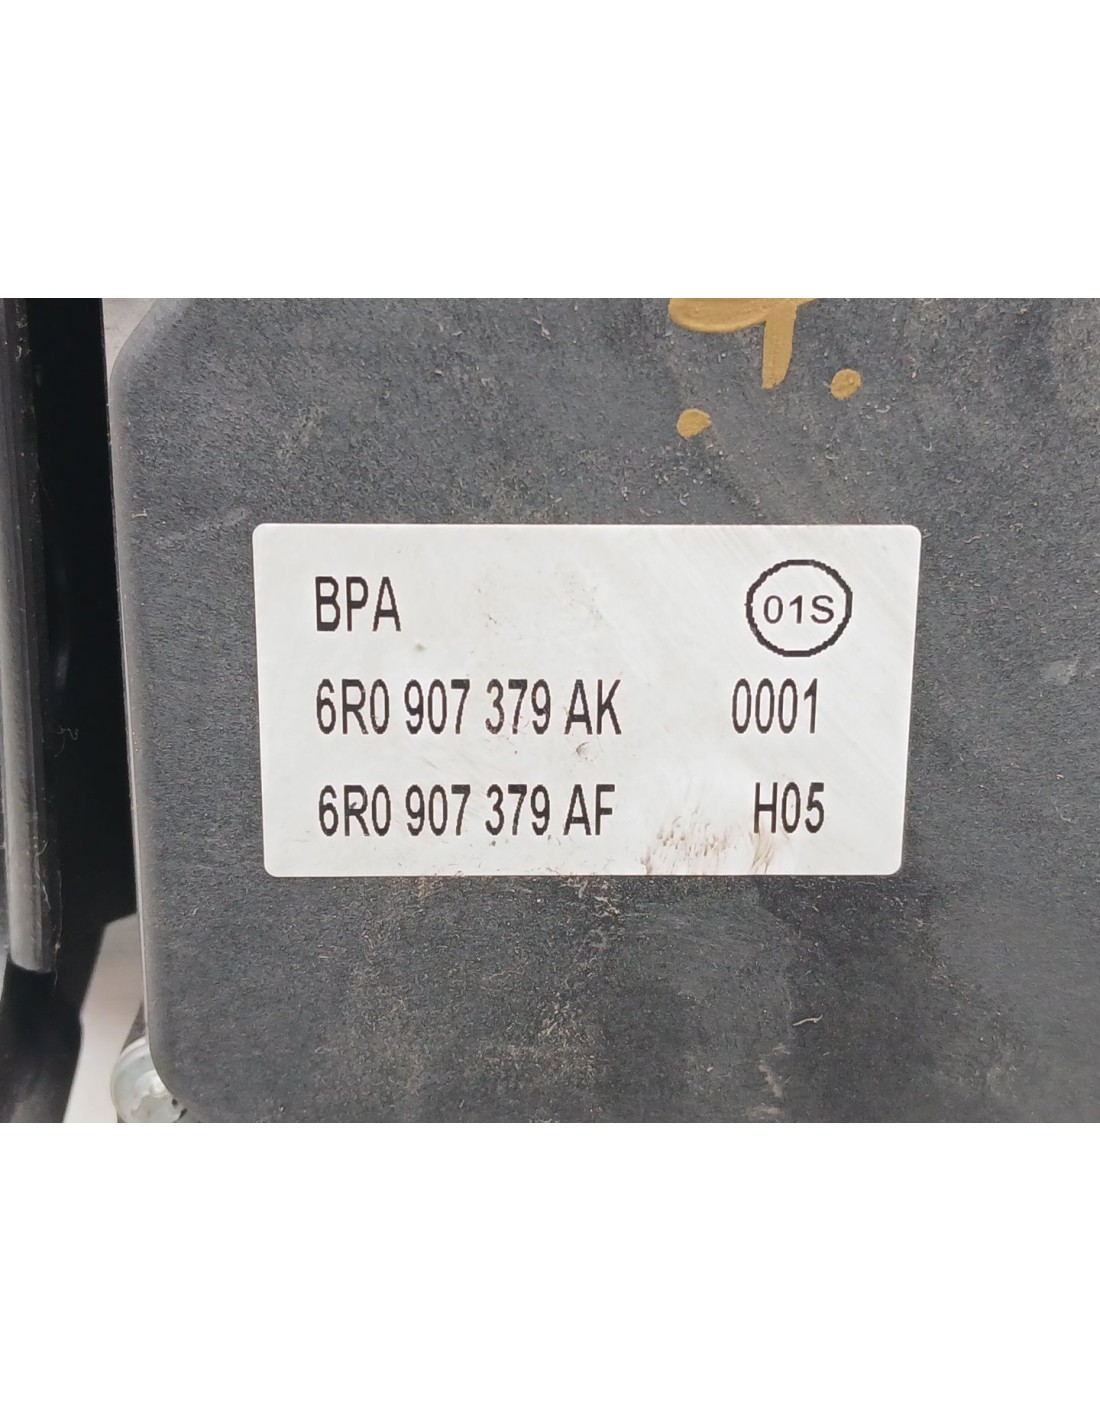 BPA 01S
6R0 907 379 AK 0001
6R0 907 379 AF H05